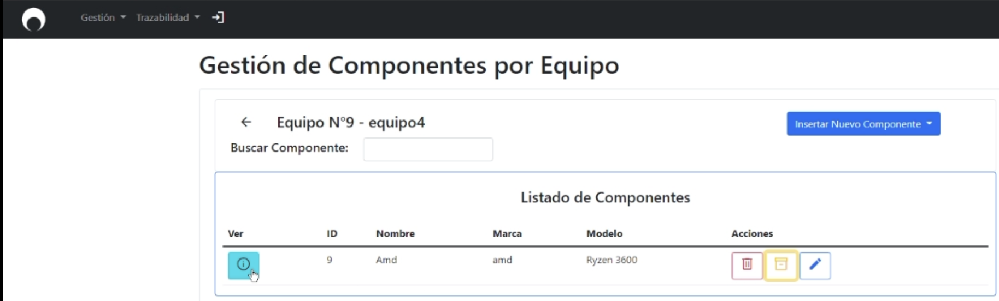 Gestión Trazabilidad
Gestión de Componentes por Equipo
Equipo N°9 - equipo4
Insertar Nuevo Componente
Buscar Componente:
Listado de Componentes
Ver ID Nombre Marca Modelo Acciones
9 Amd amd Ryzen 3600